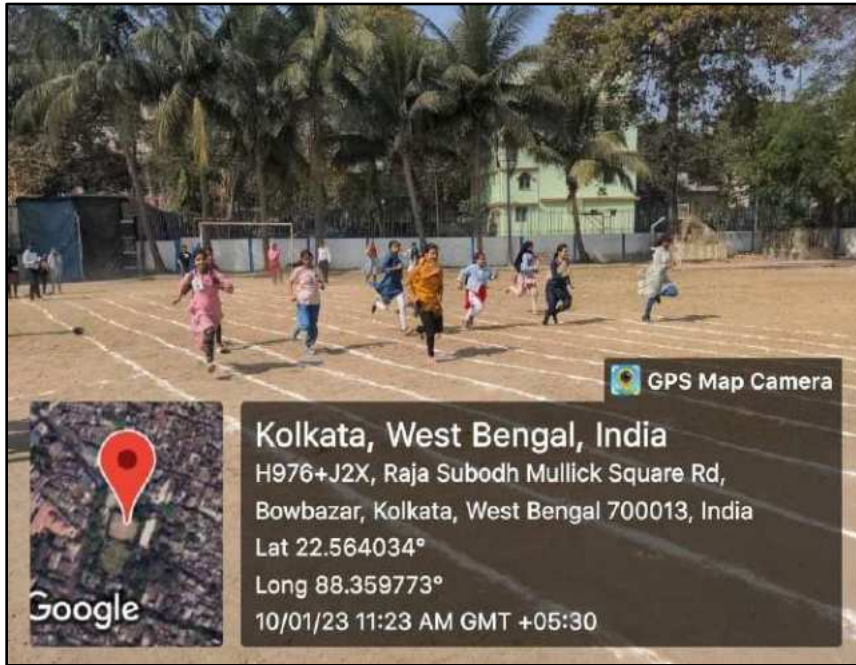 GPS Map Camera
Kolkata, West Bengal, India
H976+J2X, Raja Subodh Mullick Square Rd,
Bowbazar, Kolkata, West Bengal 700013, India
Lat 22.564034°
Long 88.359773°
10/01/23 11:23 AM GMT +05:30
Google